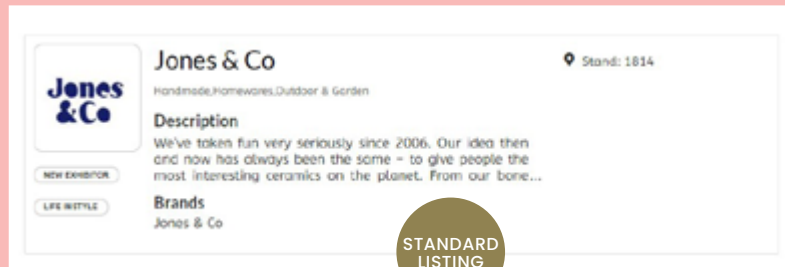 Jones
&Co
NEW EXHIBITOR
LIFE INSTYLE
Jones & Co
Handmade,Homewares,Outdoor & Garden
Description
We've taken fun very seriously since 2006. Our idea then
and now has always been the same – to give people the
most interesting ceramics on the planet. From our bone...
Brands
Jones & Co
Stand: 1814
STANDARD
LISTING